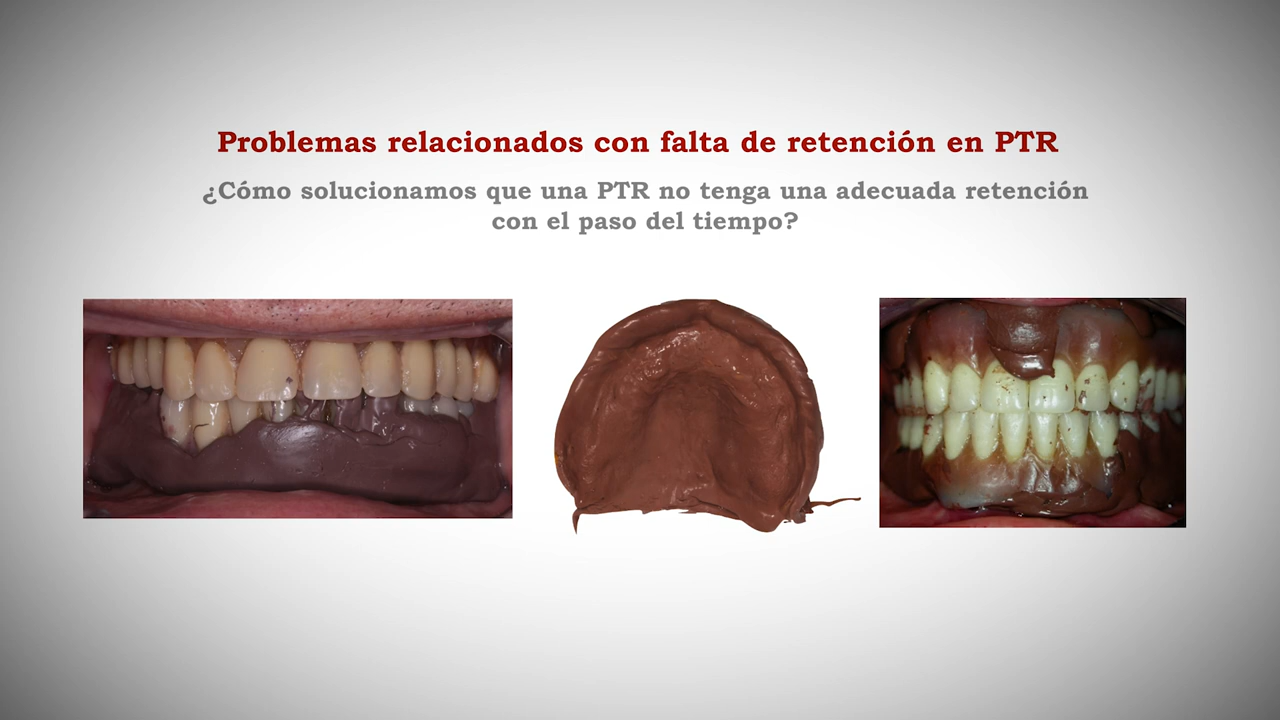 Problemas relacionados con falta de retención en PTR
¿Cómo solucionamos que una PTR no tenga una adecuada retención
con el paso del tiempo?